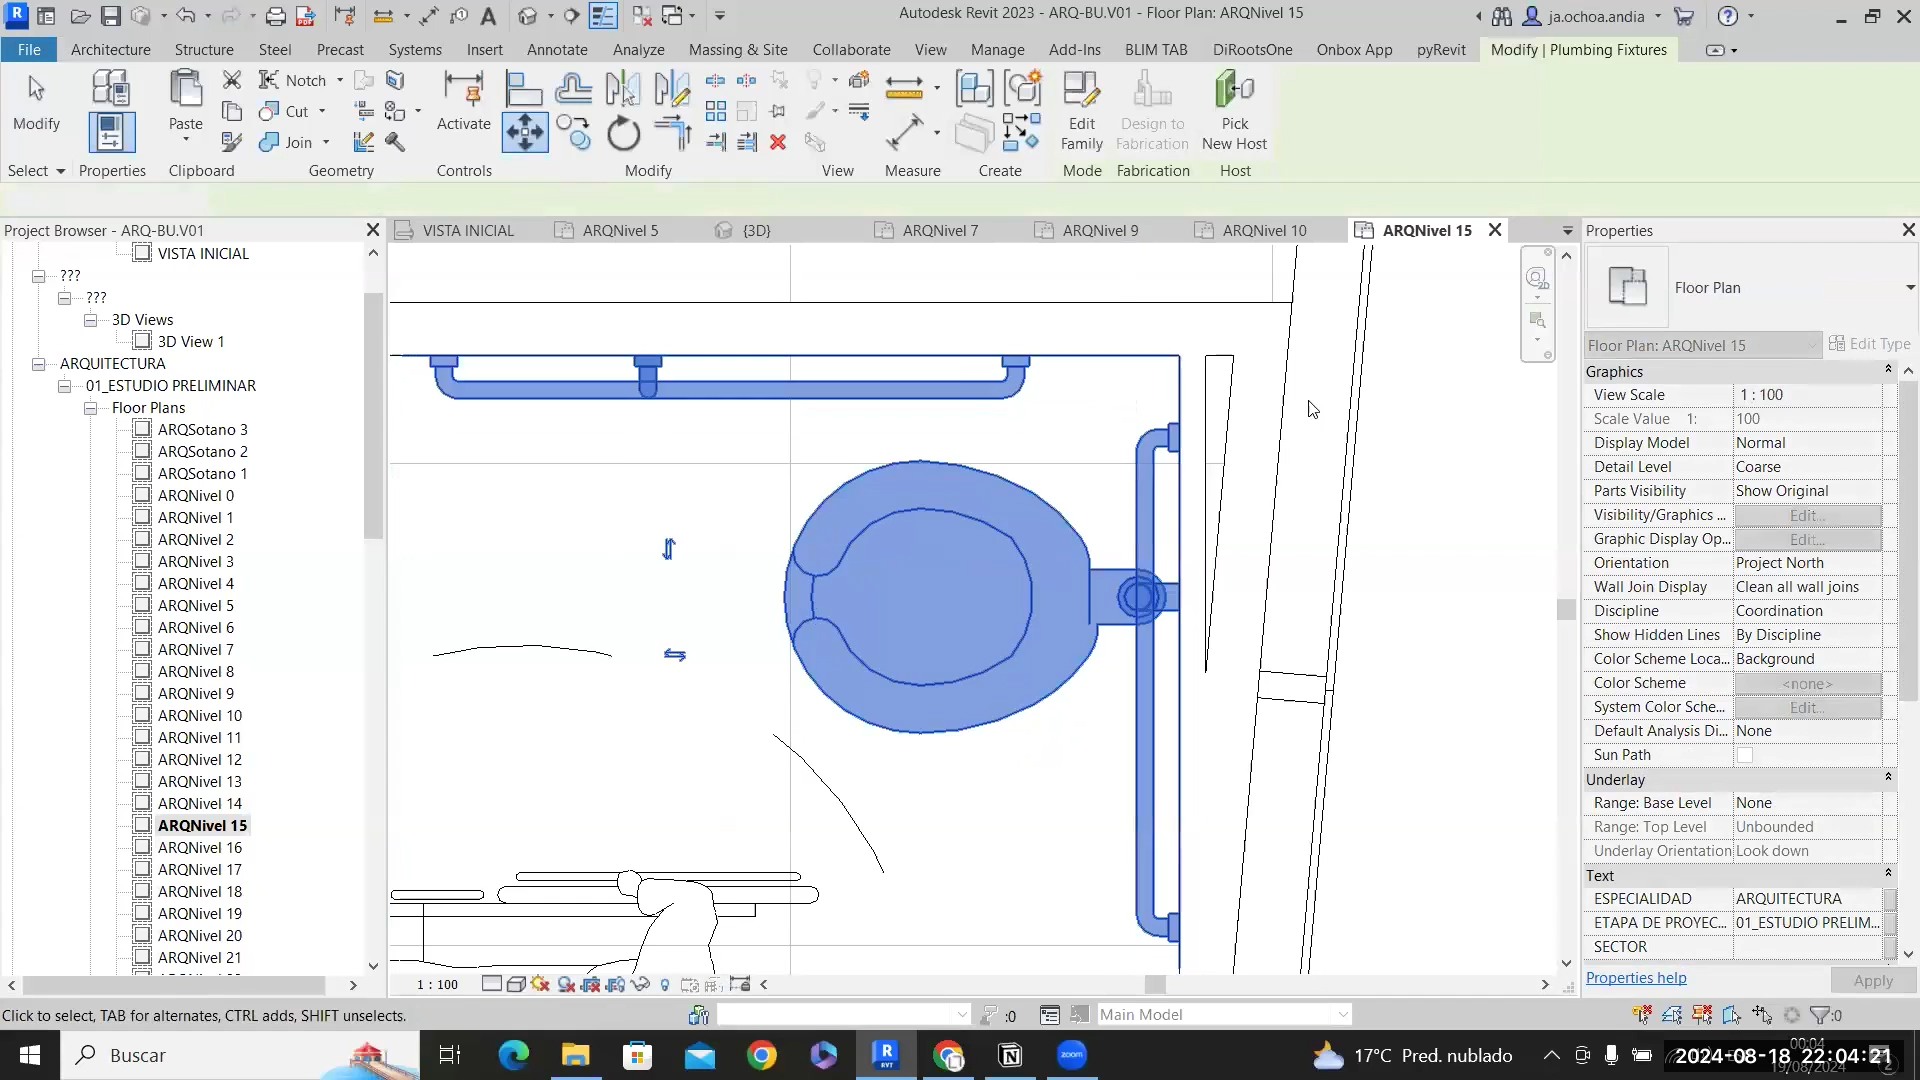 Autodesk Revit 2023 - ARQ-BU.V01 - Floor Plan: ARQNivel 15
ja.ochoa.andia
File Architecture Structure Steel Precast Systems Insert Annotate Analyze Massing & Site Collaborate View Manage Add-Ins BLIM TAB DiRootsOne Onbox App pyRevit Modify | Plumbing Fixtures
Modify
Paste
Notch
Cut
Join
Activate
Edit Family
Design to Fabrication
Pick New Host
Select Properties Clipboard Geometry Controls Modify View Measure Create Mode Fabrication Host
Project Browser - ARQ-BU.V01
VISTA INICIAL
???
???
3D Views
3D View 1
ARQUITECTURA
01_ESTUDIO PRELIMINAR
Floor Plans
ARQSotano 3
ARQSotano 2
ARQSotano 1
ARQNivel 0
ARQNivel 1
ARQNivel 2
ARQNivel 3
ARQNivel 4
ARQNivel 5
ARQNivel 6
ARQNivel 7
ARQNivel 8
ARQNivel 9
ARQNivel 10
ARQNivel 11
ARQNivel 12
ARQNivel 13
ARQNivel 14
ARQNivel 15
ARQNivel 16
ARQNivel 17
ARQNivel 18
ARQNivel 19
ARQNivel 20
ARQNivel 21
VISTA INICIAL ARQNivel 5 {3D} ARQNivel 7 ARQNivel 9 ARQNivel 10 ARQNivel 15
2D
1 : 100
Properties
Floor Plan
Floor Plan: ARQNivel 15 Edit Type
Graphics
View Scale 1 : 100
Scale Value 1: 100
Display Model Normal
Detail Level Coarse
Parts Visibility Show Original
Visibility/Graphics ... Edit...
Graphic Display Op... Edit...
Orientation Project North
Wall Join Display Clean all wall joins
Discipline Coordination
Show Hidden Lines By Discipline
Color Scheme Loca... Background
Color Scheme <none>
System Color Sche... Edit...
Default Analysis Di... None
Sun Path
Underlay
Range: Base Level None
Range: Top Level Unbounded
Underlay Orientation Look down
Text
ESPECIALIDAD ARQUITECTURA
ETAPA DE PROYEC... 01_ESTUDIO PRELIM...
SECTOR
Properties help Apply
Click to select, TAB for alternates, CTRL adds, SHIFT unselects.
:0
Main Model
:0
Buscar
R
RVT
zoom
17°C Pred. nublado
00:04
19/08/2024
2024-08-18 22:04:21
2